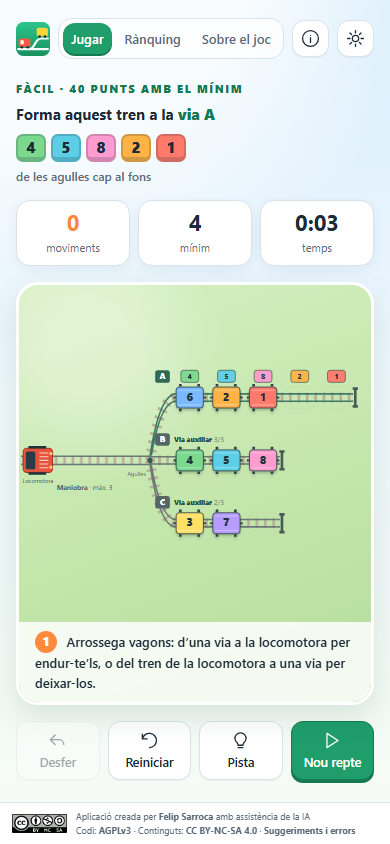 Jugar
Rànquing
Sobre el joc
FÀCIL · 40 PUNTS AMB EL MÍNIM
Forma aquest tren a la via A
4 5 8 2 1
de les agulles cap al fons
0
moviments
4
mínim
0:03
temps
A 4 5 8 2 1
6 2 1
B Via auxiliar 3/3
4 5 8
Locomotora
Agulles
Maniobra · màx. 3
C Via auxiliar 2/3
3 7
1 Arrossega vagons: d’una via a la locomotora per
endur-te’ls, o del tren de la locomotora a una via per
deixar-los.
Desfer
Reiniciar
Pista
Nou repte
CC BY NC SA
Aplicació creada per Felip Sarroca amb assistència de la IA
Codi: AGPLv3 · Continguts: CC BY-NC-SA 4.0 · Suggeriments i errors